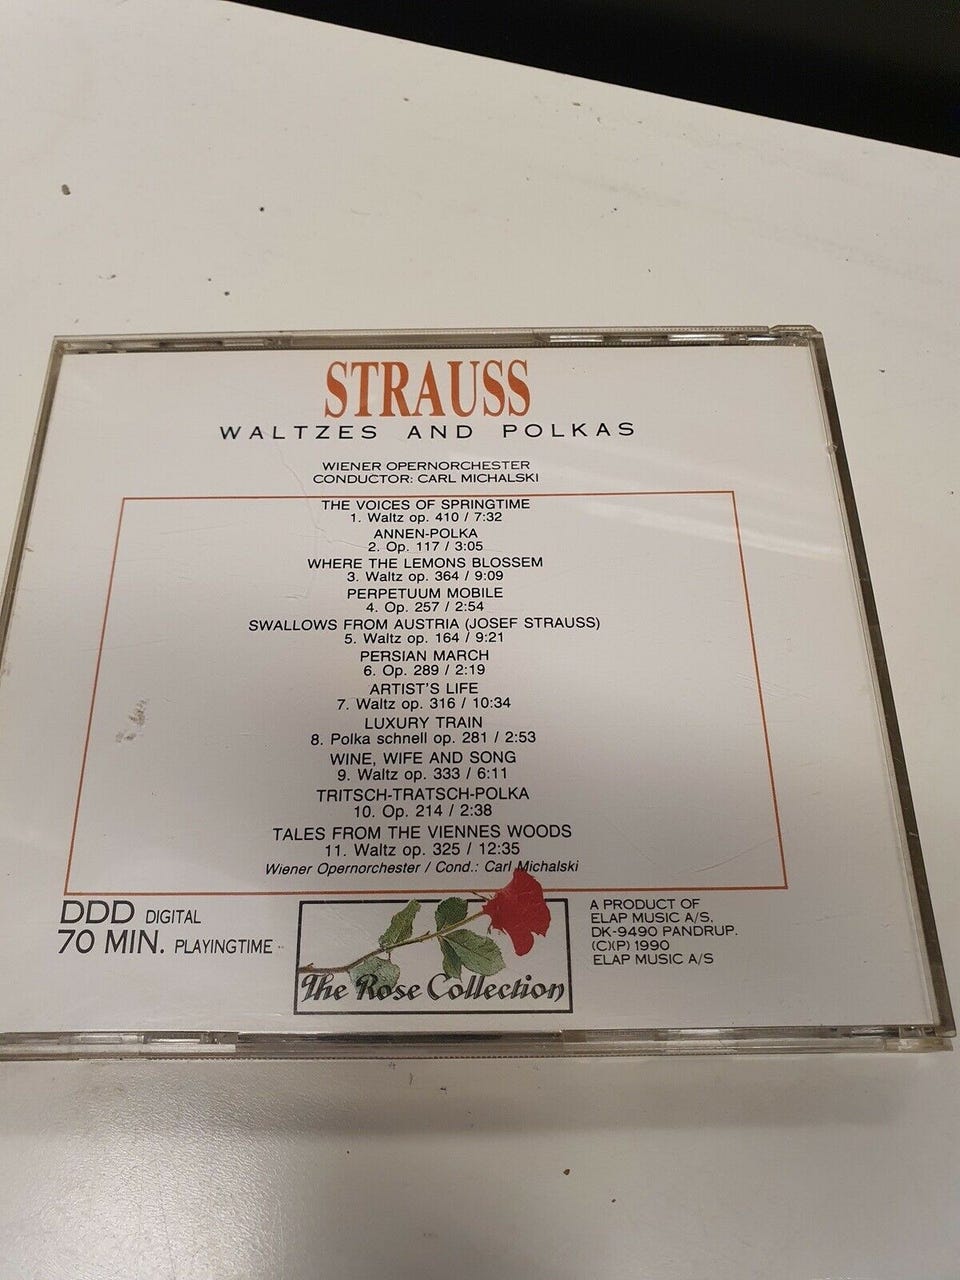 STRAUSS
WALTZES AND POLKAS
WIENER OPERNORCHESTER
CONDUCTOR: CARL MICHALSKI
THE VOICES OF SPRINGTIME
1. Waltz op. 410 / 7:32
ANNEN-POLKA
2. Op. 117 / 3:05
WHERE THE LEMONS BLOSSEM
3. Waltz op. 364 / 9:09
PERPETUUM MOBILE
4. Op. 257 / 2:54
SWALLOWS FROM AUSTRIA (JOSEF STRAUSS)
5. Waltz op. 164 / 9:21
PERSIAN MARCH
6. Op. 289 / 2:19
ARTIST'S LIFE
7. Waltz op. 316 / 10:34
LUXURY TRAIN
8. Polka schnell op. 281 / 2:53
WINE, WIFE AND SONG
9. Waltz op. 333 / 6:11
TRITSCH-TRATSCH-POLKA
10. Op. 214 / 2:38
TALES FROM THE VIENNES WOODS
11. Waltz op. 325 / 12:35
Wiener Opernorchester / Cond.: Carl Michalski
DDD DIGITAL
70 MIN. PLAYINGTIME
The Rose Collection
A PRODUCT OF
ELAP MUSIC A/S.
DK-9490 PANDRUP.
(C)(P) 1990
ELAP MUSIC A/S